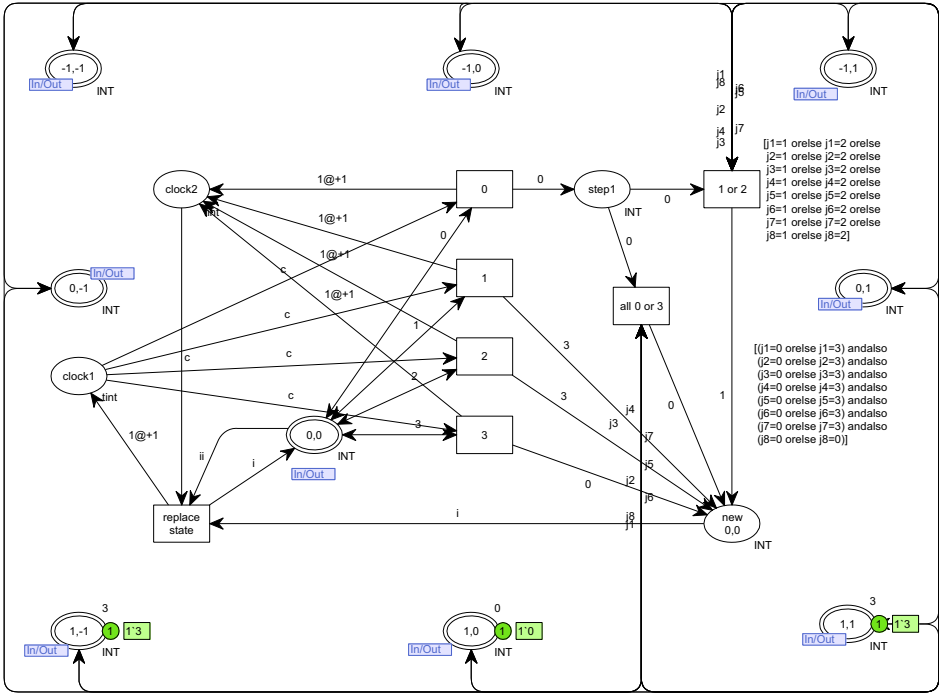 -1,-1
In/Out
INT
-1,0
In/Out
INT
-1,1
In/Out
INT
j1
j8
j6
j5
j2
j4
j7
j3
[j1=1 orelse j1=2 orelse
j2=1 orelse j2=2 orelse
j3=1 orelse j3=2 orelse
j4=1 orelse j4=2 orelse
j5=1 orelse j5=2 orelse
j6=1 orelse j6=2 orelse
j7=1 orelse j7=2 orelse
j8=1 orelse j8=2]
clock2
tint
1@+1
0
0
step1
INT
0
1 or 2
1@+1
0
0
1@+1
c
1
1@+1
0,-1
In/Out
INT
all 0 or 3
0,1
In/Out
INT
c
1
3
c
c
2
2
[(j1=0 orelse j1=3) andalso
(j2=0 orelse j2=3) andalso
(j3=0 orelse j3=3) andalso
(j4=0 orelse j4=3) andalso
(j5=0 orelse j5=3) andalso
(j6=0 orelse j6=3) andalso
(j7=0 orelse j7=3) andalso
(j8=0 orelse j8=0)]
clock1
tint
c
3
0
1
j4
j3
1@+1
0,0
INT
In/Out
3
3
j7
ii
i
j5
j2
0
j6
replace
state
i
j8
j1
new
0,0
INT
3
1,-1
1
1`3
In/Out
INT
0
1,0
1
1`0
In/Out
INT
3
1,1
1
1`3
In/Out
INT